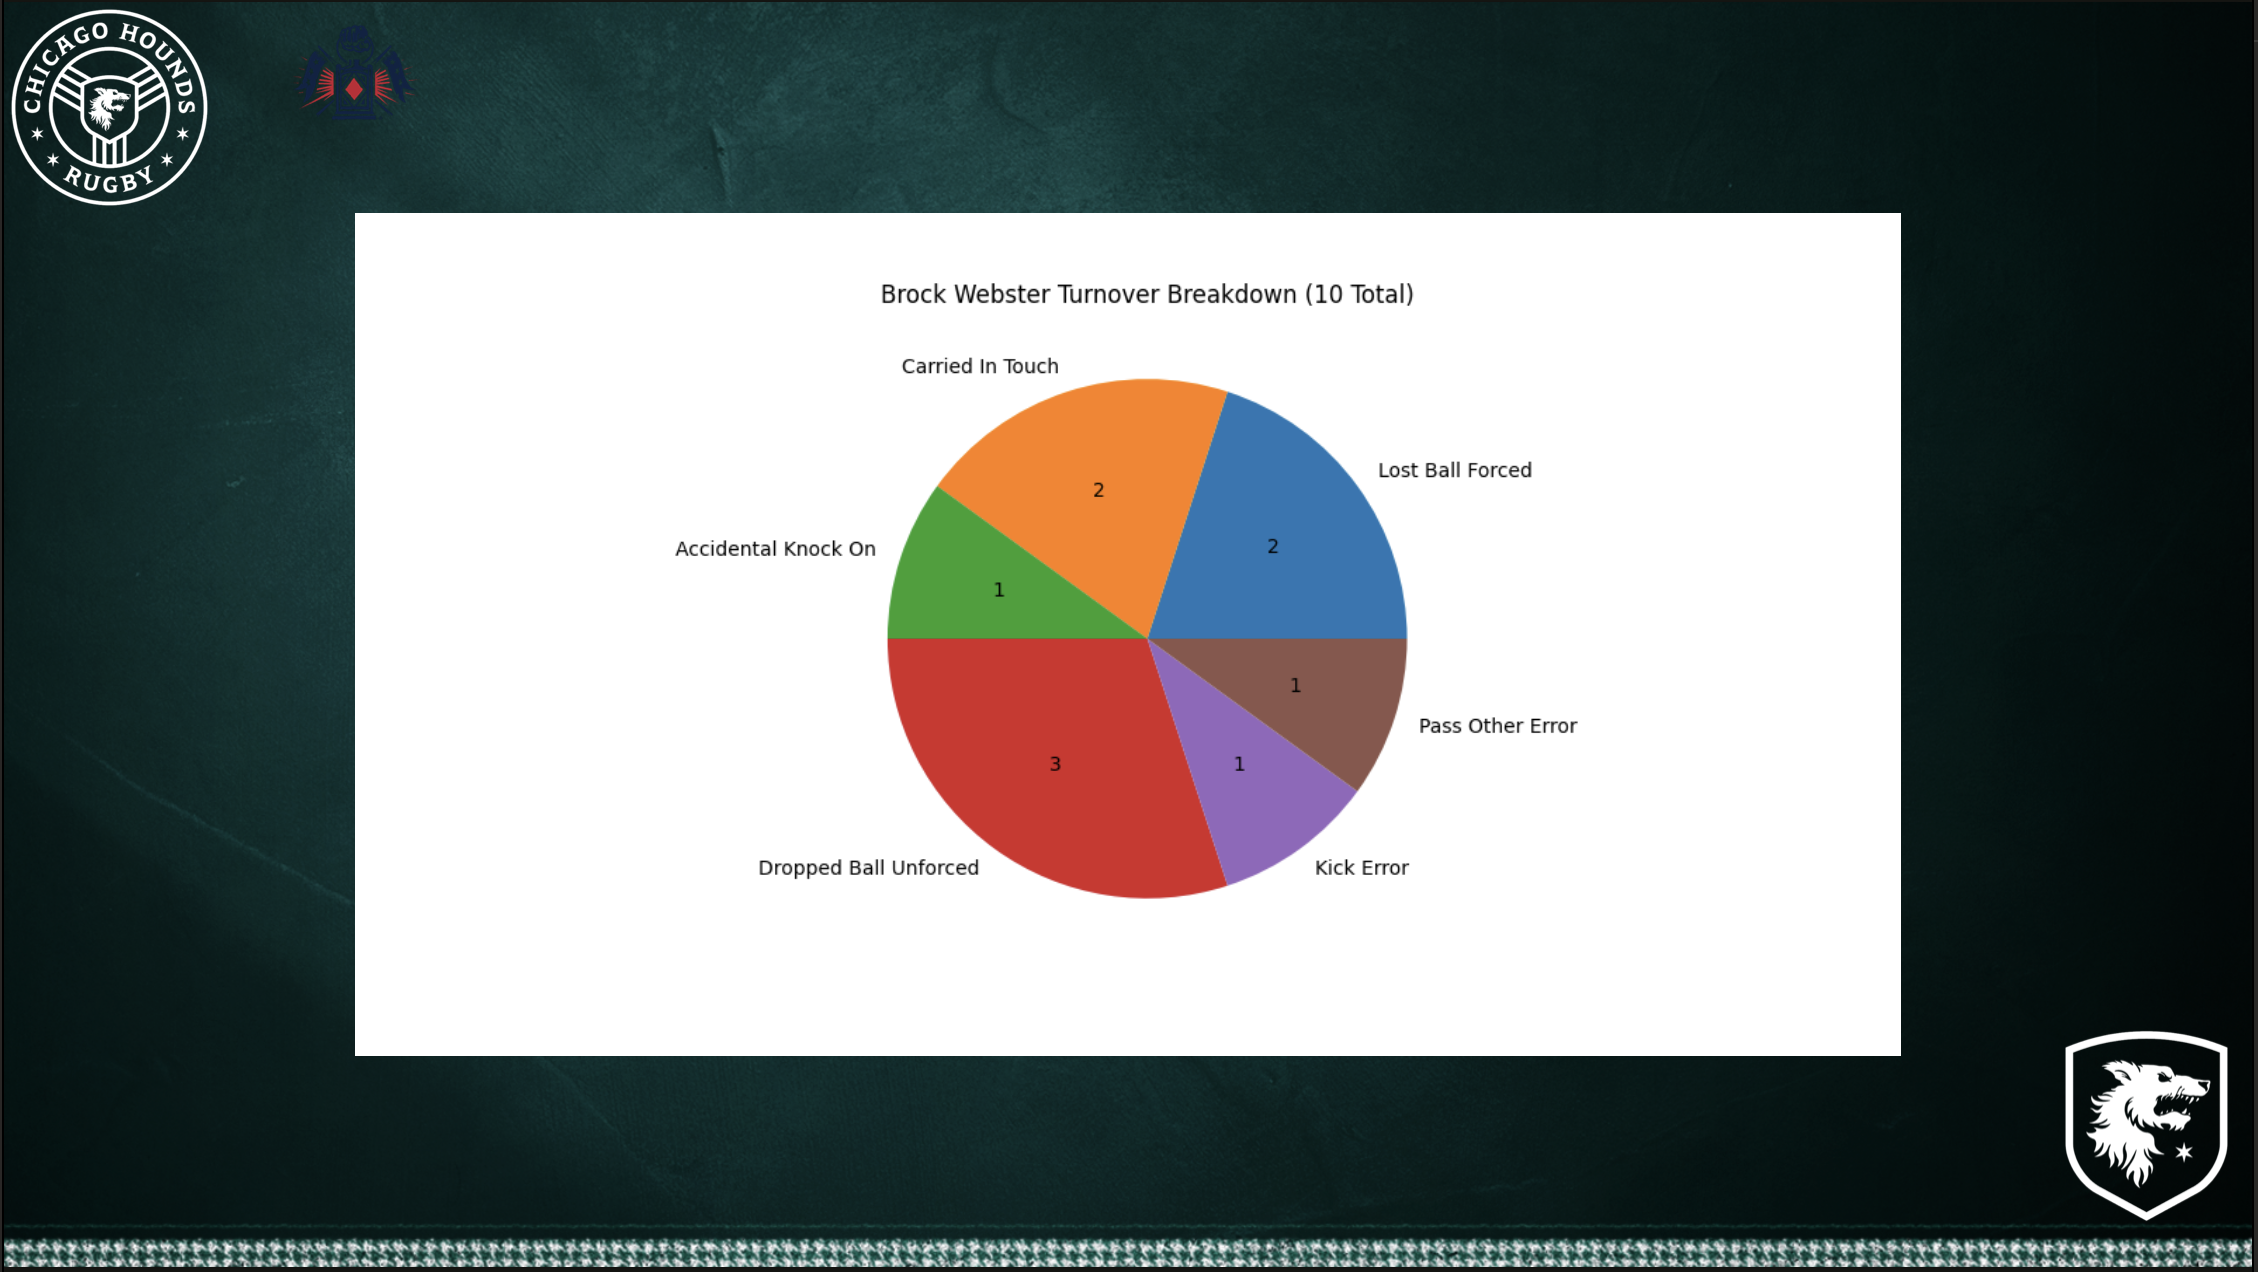 CHICAGO HOUNDS
RUGBY
Brock Webster Turnover Breakdown (10 Total)
Carried In Touch
Lost Ball Forced
2
2
Accidental Knock On
1
1
Pass Other Error
3
1
Dropped Ball Unforced
Kick Error